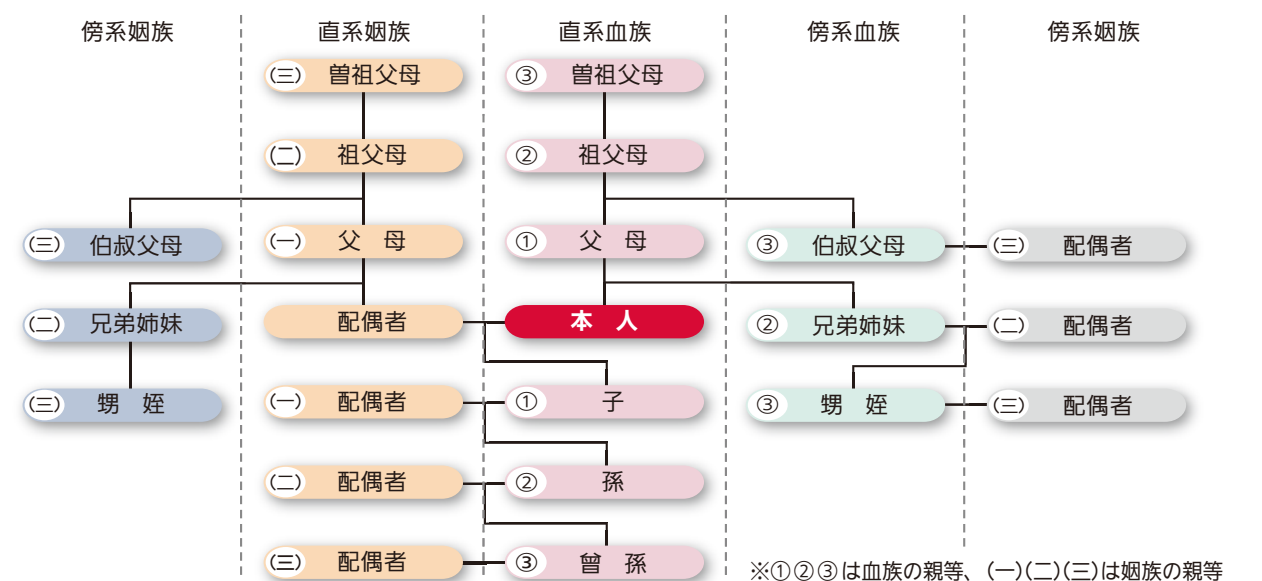 傍系姻族 直系姻族 直系血族 傍系血族 傍系姻族
(三) 曽祖父母 ③ 曽祖父母
(二) 祖父母 ② 祖父母
(三) 伯叔父母 (一) 父 母 ① 父 母 ③ 伯叔父母 (三) 配偶者
(二) 兄弟姉妹 配偶者 本 人 ② 兄弟姉妹 (二) 配偶者
(三) 甥 姪 (一) 配偶者 ① 子 ③ 甥 姪 (三) 配偶者
(二) 配偶者 ② 孫
(三) 配偶者 ③ 曾 孫
※①②③は血族の親等、(一)(二)(三)は姻族の親等